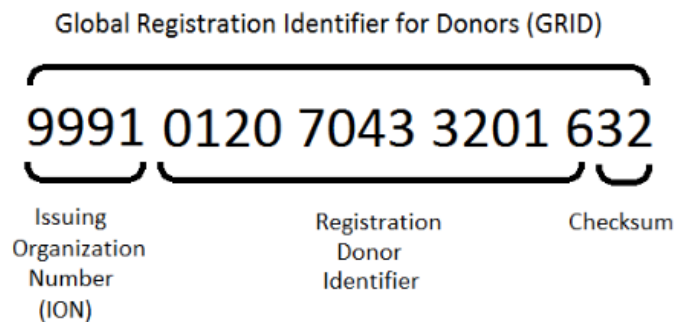 Global Registration Identifier for Donors (GRID)
9991 0120 7043 3201 632
Issuing
Organization
Number
(ION)
Registration
Donor
Identifier
Checksum